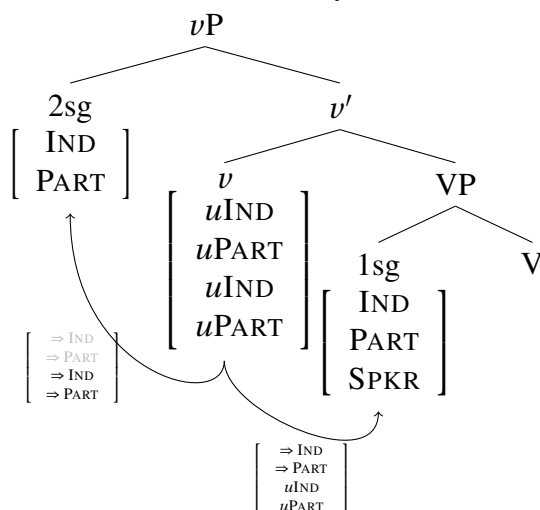 vP
2sg
IND
PART
v′
v
uIND
uPART
uIND
uPART
VP
1sg
IND
PART
SPKR
V
⇒ IND
⇒ PART
⇒ IND
⇒ PART
⇒ IND
⇒ PART
uIND
uPART